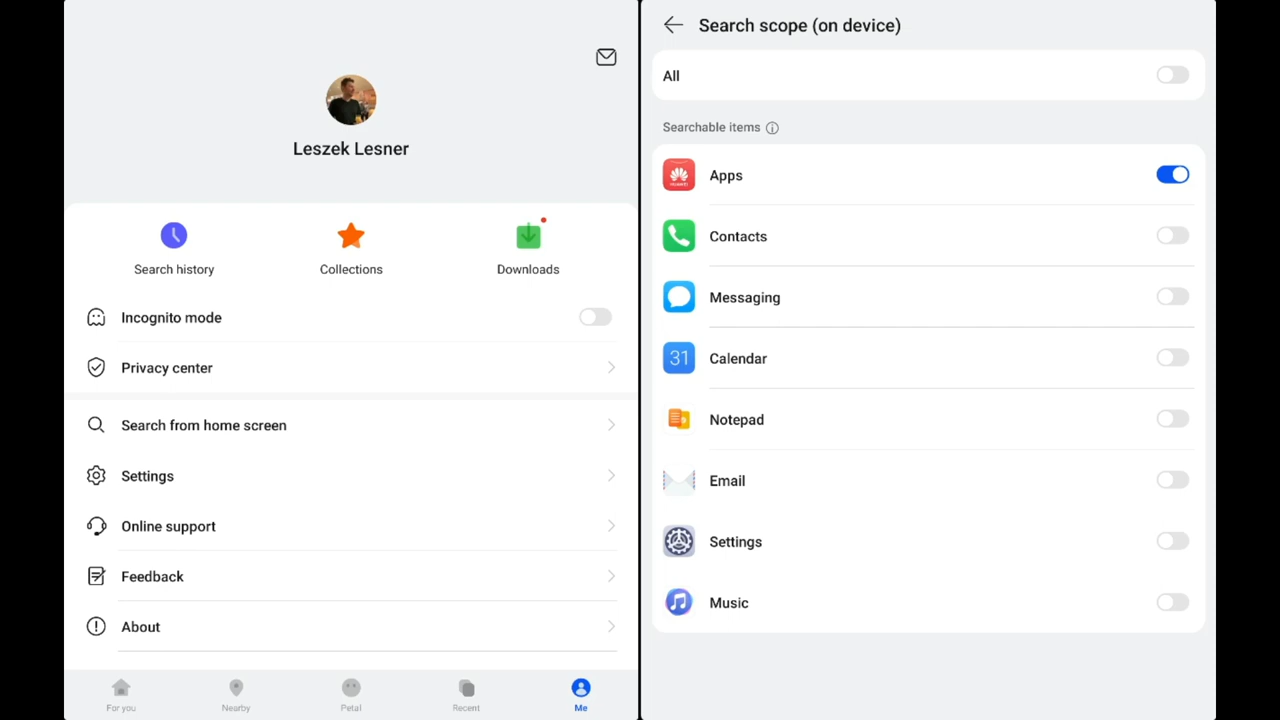 Leszek Lesner
Search history
Collections
Downloads
Incognito mode
Privacy center
Search from home screen
Settings
Online support
Feedback
About
For you
Nearby
Petal
Recent
Me
Search scope (on device)
All
Searchable items
HUAWEI
Apps
Contacts
Messaging
31
Calendar
Notepad
Email
Settings
Music